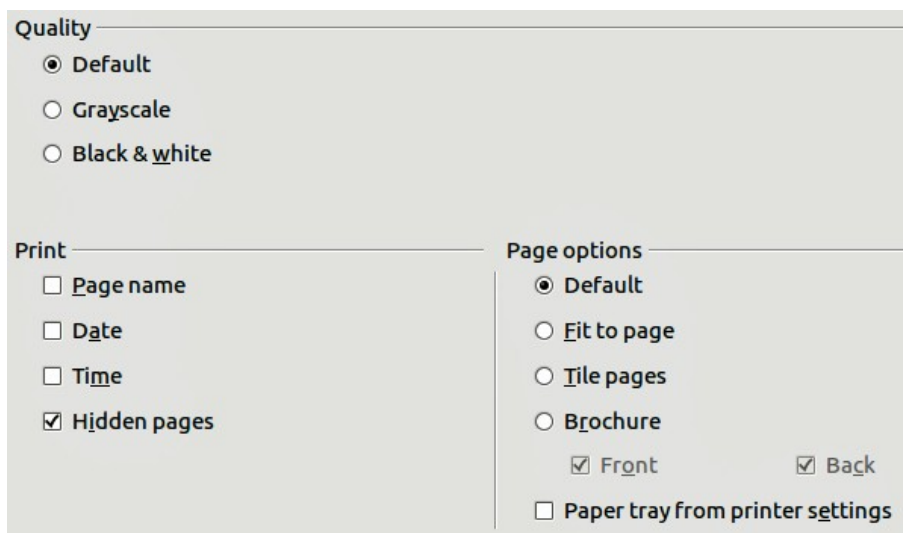 Quality
Default
Grayscale
Black & white
Print
Page name
Date
Time
Hidden pages
Page options
Default
Fit to page
Tile pages
Brochure
Front Back
Paper tray from printer settings